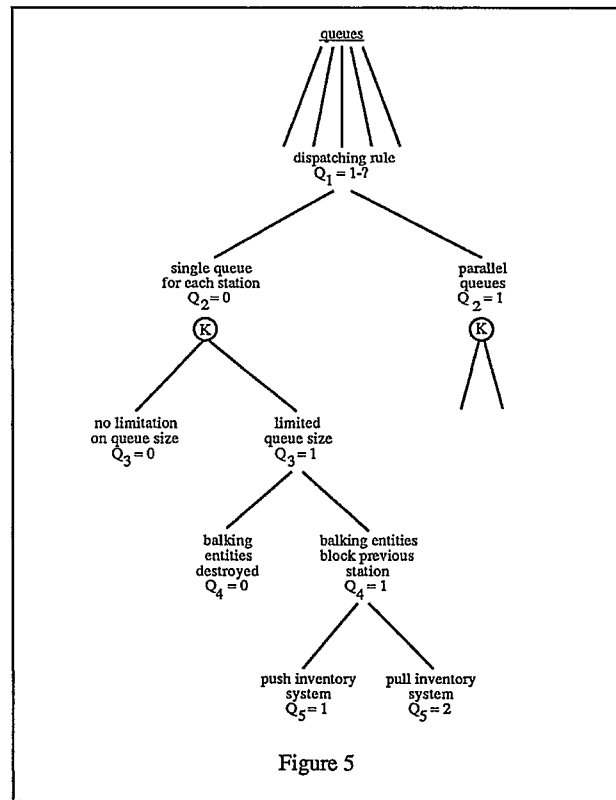 queues
dispatching rule
Q1 = 1-?
single queue
for each station
Q2 = 0
parallel
queues
Q2 = 1
K
K
no limitation
on queue size
Q3 = 0
limited
queue size
Q3 = 1
balking
entities
destroyed
Q4 = 0
balking entities
block previous
station
Q4 = 1
push inventory
system
Q5 = 1
pull inventory
system
Q5 = 2
Figure 5